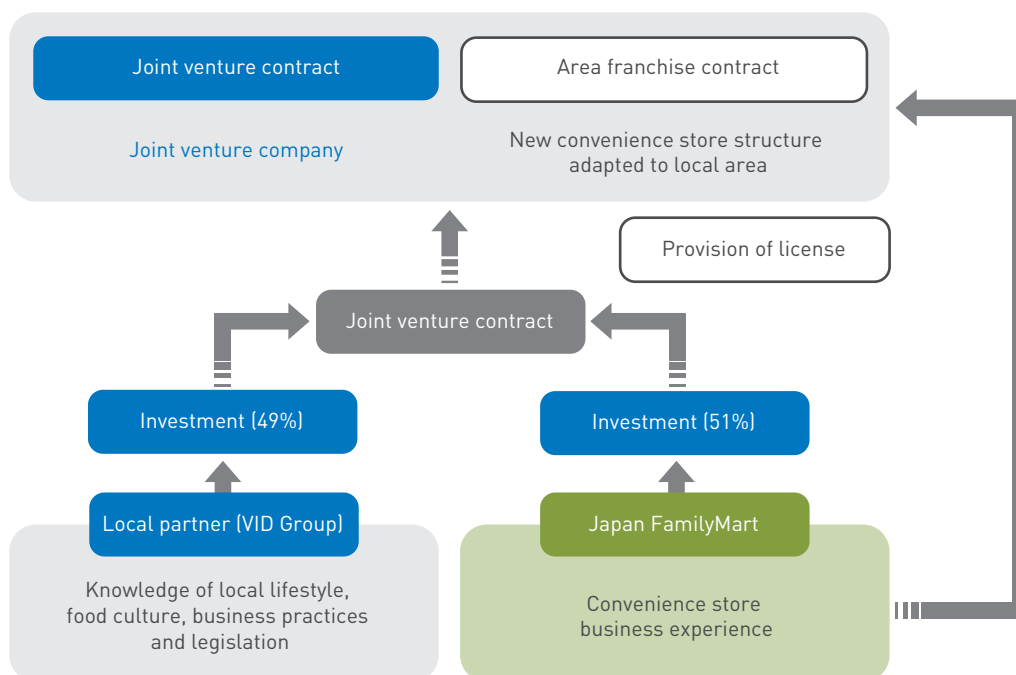 Joint venture contract
Area franchise contract
Joint venture company
New convenience store structure
adapted to local area
Provision of license
Joint venture contract
Investment (49%)
Investment (51%)
Local partner (VID Group)
Japan FamilyMart
Knowledge of local lifestyle,
food culture, business practices
and legislation
Convenience store
business experience